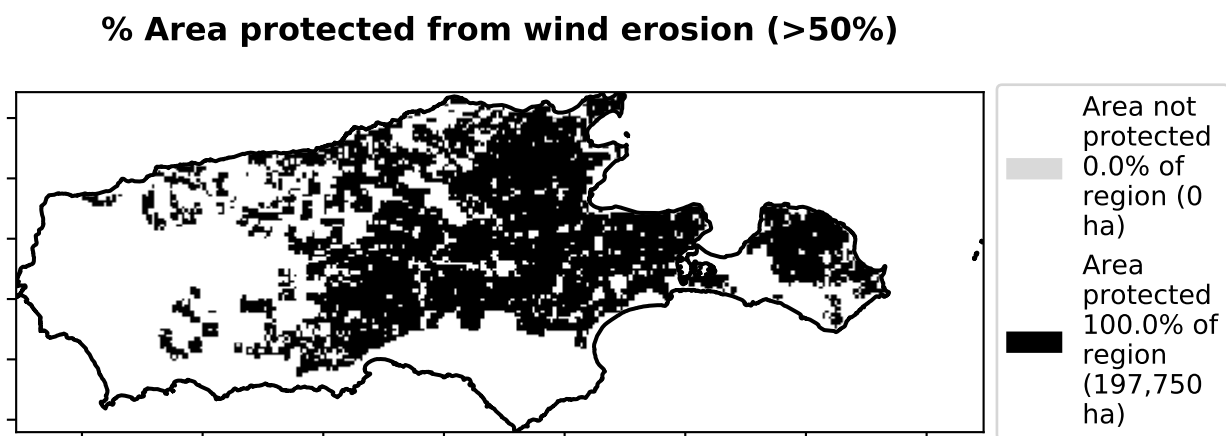 % Area protected from wind erosion (>50%)
Area not
protected
0.0% of
region (0
ha)
Area
protected
100.0% of
region
(197,750
ha)